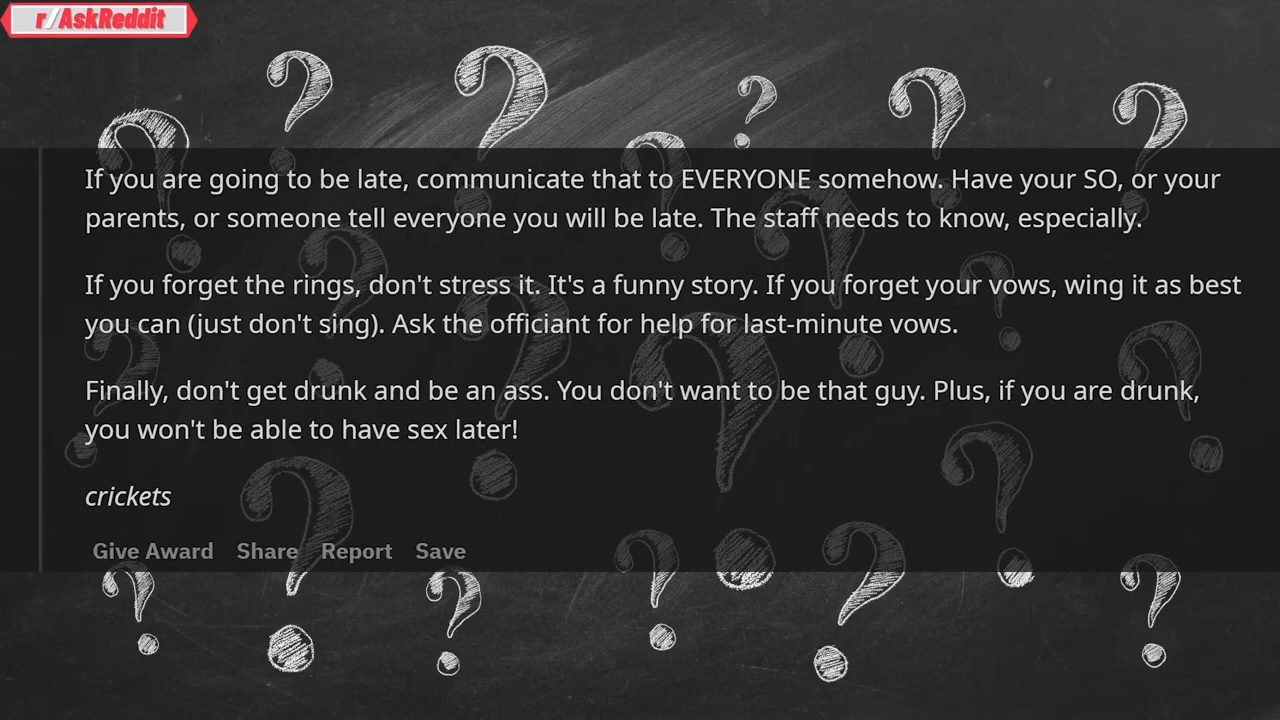 r/AskReddit
If you are going to be late, communicate that to EVERYONE somehow. Have your SO, or your
parents, or someone tell everyone you will be late. The staff needs to know, especially.
If you forget the rings, don't stress it. It's a funny story. If you forget your vows, wing it as best
you can (just don't sing). Ask the officiant for help for last-minute vows.
Finally, don't get drunk and be an ass. You don't want to be that guy. Plus, if you are drunk,
you won't be able to have sex later!
crickets
Give Award Share Report Save